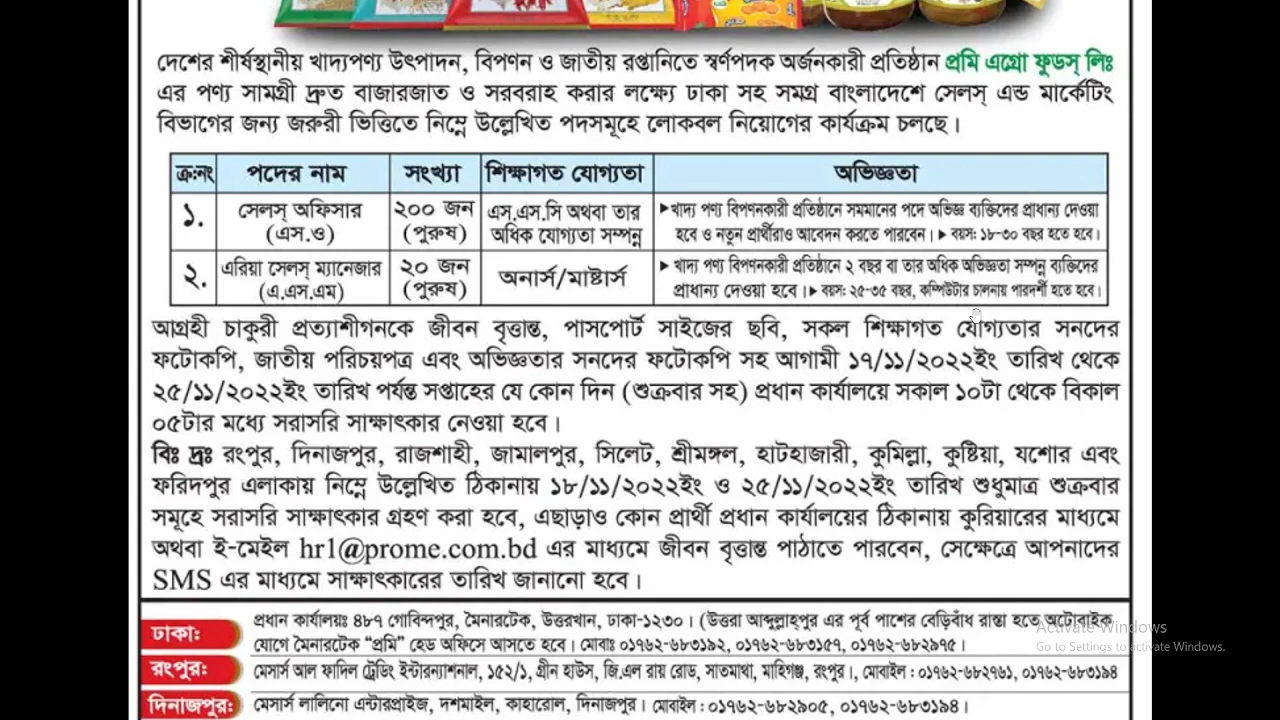 দেশের শীর্ষস্থানীয় খাদ্যপণ্য উৎপাদন, বিপণন ও জাতীয় রপ্তানিতে স্বর্ণপদক অর্জনকারী প্রতিষ্ঠান প্রমি এগ্রো ফুডস্ লিঃ
এর পণ্য সামগ্রী দ্রুত বাজারজাত ও সরবরাহ করার লক্ষ্যে ঢাকা সহ সমগ্র বাংলাদেশে সেলস্ এন্ড মার্কেটিং
বিভাগের জন্য জরুরী ভিত্তিতে নিম্নে উল্লেখিত পদসমূহে লোকবল নিয়োগের কার্যক্রম চলছে।
ক্র:নং পদের নাম সংখ্যা শিক্ষাগত যোগ্যতা অভিজ্ঞতা
১. সেলস্ অফিসার ২০০ জন এস.এস.সি অথবা তার ▶খাদ্য পণ্য বিপণনকারী প্রতিষ্ঠানে সমমানের পদে অভিজ্ঞ ব্যক্তিদের প্রাধান্য দেওয়া
(এস.ও) (পুরুষ) অধিক যোগ্যতা সম্পন্ন হবে ও নতুন প্রার্থীরাও আবেদন করতে পারবেন। ▶ বয়স: ১৮-৩০ বছর হতে হবে।
২. এরিয়া সেলস্ ম্যানেজার ২০ জন অনার্স/মাষ্টার্স ▶ খাদ্য পণ্য বিপণনকারী প্রতিষ্ঠানে ২ বছর বা তার অধিক অভিজ্ঞতা সম্পন্ন ব্যক্তিদের
(এ.এস.এম) (পুরুষ) প্রাধান্য দেওয়া হবে। ▶ বয়স: ২৫-৩৫ বছর, কম্পিউটার চালনায় পারদর্শী হতে হবে।
আগ্রহী চাকুরী প্রত্যাশীগনকে জীবন বৃত্তান্ত, পাসপোর্ট সাইজের ছবি, সকল শিক্ষাগত যোগ্যতার সনদের
ফটোকপি, জাতীয় পরিচয়পত্র এবং অভিজ্ঞতার সনদের ফটোকপি সহ আগামী ১৭/১১/২০২২ইং তারিখ থেকে
২৫/১১/২০২২ইং তারিখ পর্যন্ত সপ্তাহের যে কোন দিন (শুক্রবার সহ) প্রধান কার্যালয়ে সকাল ১০টা থেকে বিকাল
০৫টার মধ্যে সরাসরি সাক্ষাৎকার নেওয়া হবে।
বিঃ দ্রঃ রংপুর, দিনাজপুর, রাজশাহী, জামালপুর, সিলেট, শ্রীমঙ্গল, হাটহাজারী, কুমিল্লা, কুষ্টিয়া, যশোর এবং
ফরিদপুর এলাকায় নিম্নে উল্লেখিত ঠিকানায় ১৮/১১/২০২২ইং ও ২৫/১১/২০২২ইং তারিখ শুধুমাত্র শুক্রবার
সমূহে সরাসরি সাক্ষাৎকার গ্রহণ করা হবে, এছাড়াও কোন প্রার্থী প্রধান কার্যালয়ের ঠিকানায় কুরিয়ারের মাধ্যমে
অথবা ই-মেইল hr1@prome.com.bd এর মাধ্যমে জীবন বৃত্তান্ত পাঠাতে পারবেন, সেক্ষেত্রে আপনাদের
SMS এর মাধ্যমে সাক্ষাৎকারের তারিখ জানানো হবে।
ঢাকা: প্রধান কার্যালয়ঃ ৪৮৭ গোবিন্দপুর, মৈনারটেক, উত্তরখান, ঢাকা-১২৩০। (উত্তরা আব্দুল্লাহ্পুর এর পূর্ব পাশের বেড়িবাঁধ রাস্তা হতে অটোবাইক
যোগে মৈনারটেক “প্রমি” হেড অফিসে আসতে হবে। মোবাঃ ০১৭৬২-৬৮৩১৯২, ০১৭৬২-৬৮৩১৫৭, ০১৭৬২-৬৮২৯৭৫।
রংপুর: মেসার্স আল ফাদিল ট্রেডিং ইন্টারন্যাশনাল, ১৫২/১, গ্রীন হাউস, জি.এল রায় রোড, সাতমাথা, মাহিগঞ্জ, রংপুর। মোবাইল : ০১৭৬২-৬৮২৭৬১, ০১৭৬২-৬৮৩১৯৪
দিনাজপুর: মেসার্স লালিনো এন্টারপ্রাইজ, দশমাইল, কাহারোল, দিনাজপুর। মোবাইল : ০১৭৬২-৬৮২৯০৫, ০১৭৬২-৬৮৩১৯৪।
Activate Windows
Go to Settings to activate Windows.